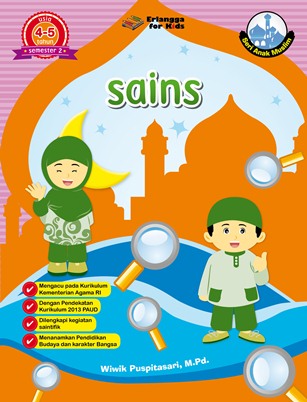 usia
4-5
tahun
semester 2
Erlangga
for Kids
Seri Anak Muslim
sains
Mengacu pada Kurikulum
Kementerian Agama RI
Dengan Pendekatan
Kurikulum 2013 PAUD
Dilengkapi kegiatan
saintifik
Menanamkan Pendidikan
Budaya dan karakter Bangsa
Wiwik Puspitasari, M.Pd.